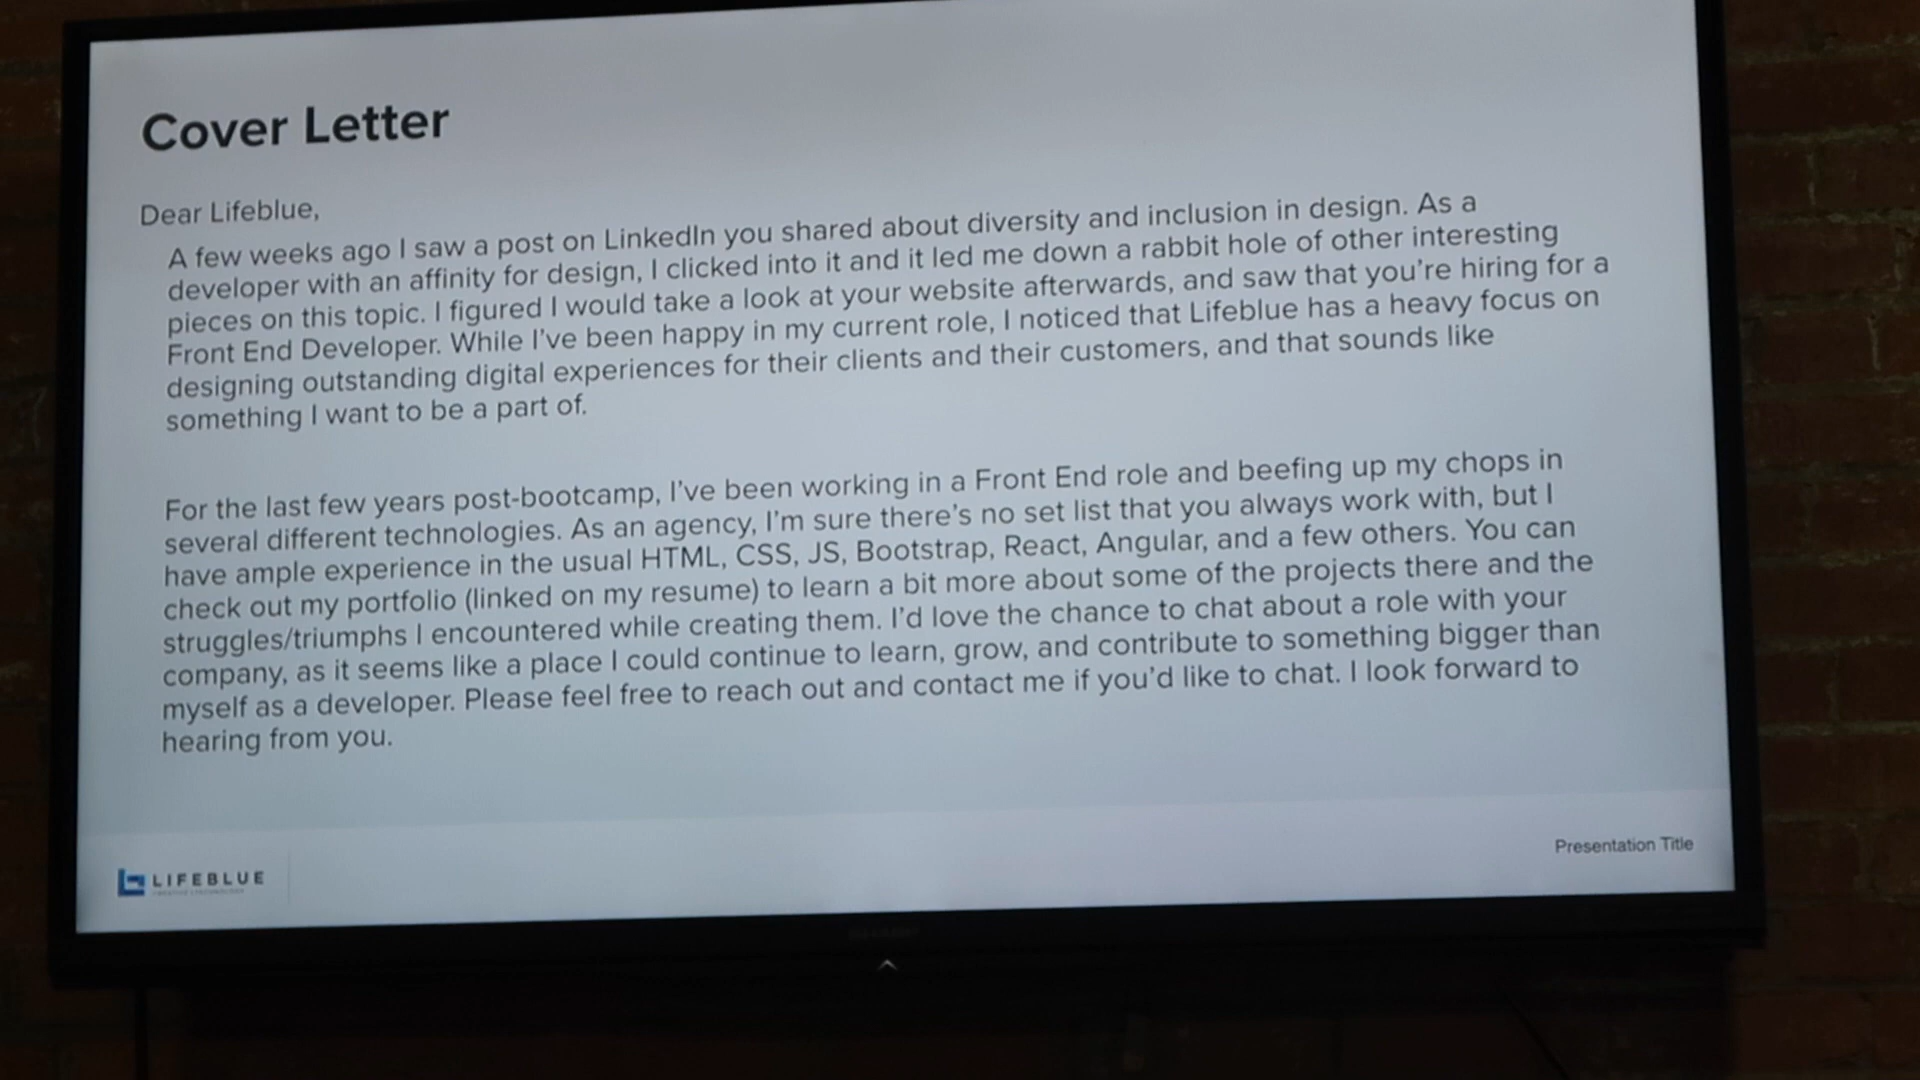 Cover Letter
Dear Lifeblue,
A few weeks ago I saw a post on LinkedIn you shared about diversity and inclusion in design. As a
developer with an affinity for design, I clicked into it and it led me down a rabbit hole of other interesting
pieces on this topic. I figured I would take a look at your website afterwards, and saw that you're hiring for a
Front End Developer. While I've been happy in my current role, I noticed that Lifeblue has a heavy focus on
designing outstanding digital experiences for their clients and their customers, and that sounds like
something I want to be a part of.
For the last few years post-bootcamp, I've been working in a Front End role and beefing up my chops in
several different technologies. As an agency, I'm sure there's no set list that you always work with, but I
have ample experience in the usual HTML, CSS, JS, Bootstrap, React, Angular, and a few others. You can
check out my portfolio (linked on my resume) to learn a bit more about some of the projects there and the
struggles/triumphs I encountered while creating them. I'd love the chance to chat about a role with your
company, as it seems like a place I could continue to learn, grow, and contribute to something bigger than
myself as a developer. Please feel free to reach out and contact me if you'd like to chat. I look forward to
hearing from you.
Presentation Title
LIFEBLUE